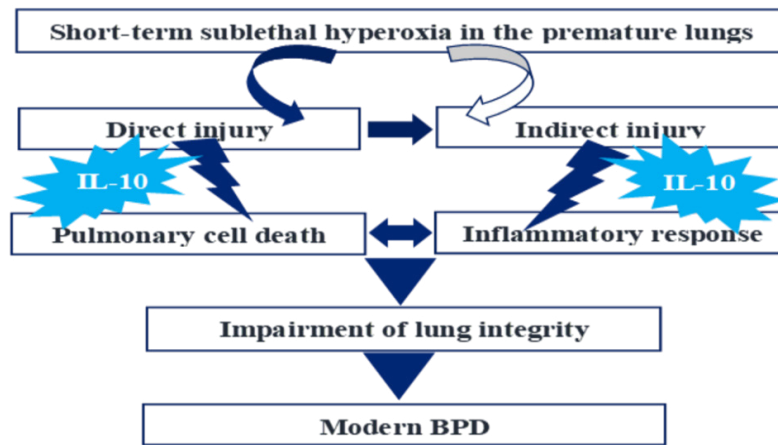 Short-term sublethal hyperoxia in the premature lungs
Direct injury
Indirect injury
IL-10
IL-10
Pulmonary cell death
Inflammatory response
Impairment of lung integrity
Modern BPD